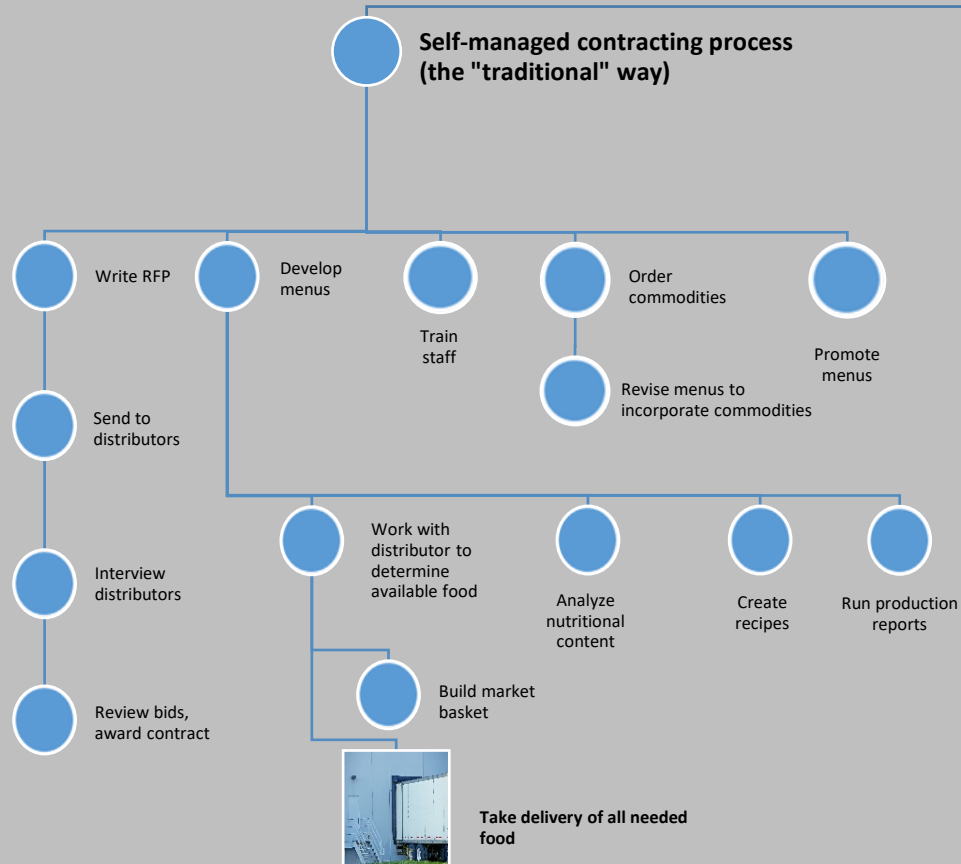 Self-managed contracting process
(the "traditional" way)
Write RFP
Develop
menus
Train
staff
Order
commodities
Promote
menus
Revise menus to
incorporate commodities
Send to
distributors
Work with
distributor to
determine
available food
Analyze
nutritional
content
Create
recipes
Run production
reports
Interview
distributors
Build market
basket
Review bids,
award contract
Take delivery of all needed
food